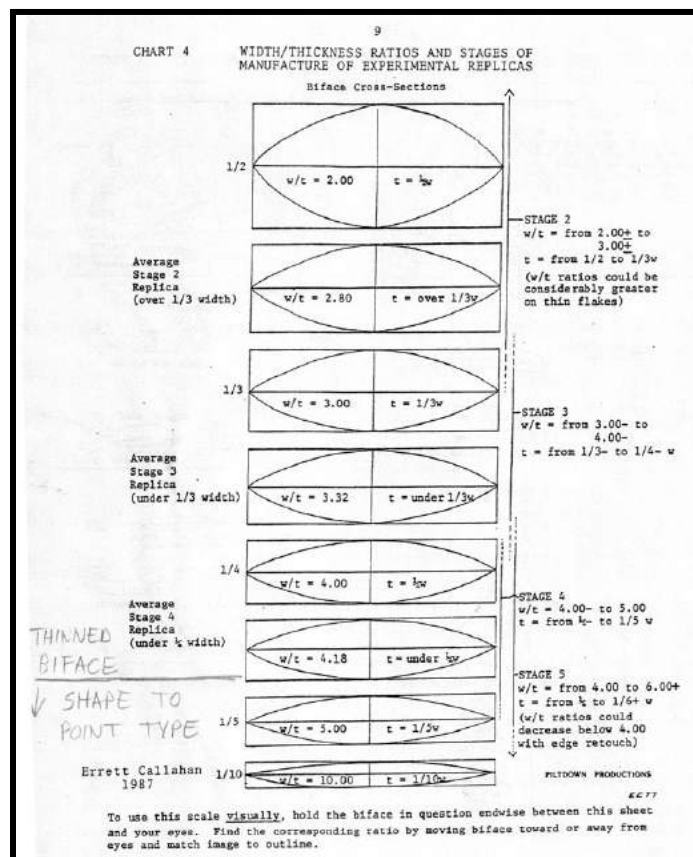 9
CHART 4 WIDTH/THICKNESS RATIOS AND STAGES OF
MANUFACTURE OF EXPERIMENTAL REPLICAS
Biface Cross-Sections
1/2
w/t = 2.00 t = ½w
STAGE 2
w/t = from 2.00± to
3.00±
t = from 1/2 to 1/3w
(w/t ratios could be
considerably greater
on thin flakes)
Average
Stage 2
Replica
(over 1/3 width)
w/t = 2.80 t = over 1/3w
1/3
w/t = 3.00 t = 1/3w
STAGE 3
w/t = from 3.00- to
4.00-
t = from 1/3- to 1/4- w
Average
Stage 3
Replica
(under 1/3 width)
w/t = 3.32 t = under 1/3w
1/4
w/t = 4.00 t = ¼w
STAGE 4
w/t = 4.00- to 5.00
t = from ¼- to 1/5 w
Average
Stage 4
Replica
(under ¼ width)
w/t = 4.18 t = under ¼w
THINNED
BIFACE
↓ SHAPE TO
POINT TYPE
STAGE 5
w/t = from 4.00 to 6.00+
t = from ¼ to 1/6+ w
(w/t ratios could
decrease below 4.00
with edge retouch)
1/5
w/t = 5.00 t = 1/5w
Errett Callahan
1987
1/10
w/t = 10.00 t = 1/10w
PILTDOWN PRODUCTIONS
To use this scale visually, hold the biface in question endwise between this sheet
and your eyes. Find the corresponding ratio by moving biface toward or away from
eyes and match image to outline.